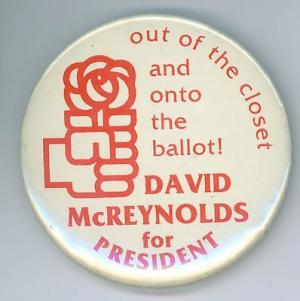 out of the closet
and
onto
the
ballot!
DAVID
McREYNOLDS
for
PRESIDENT